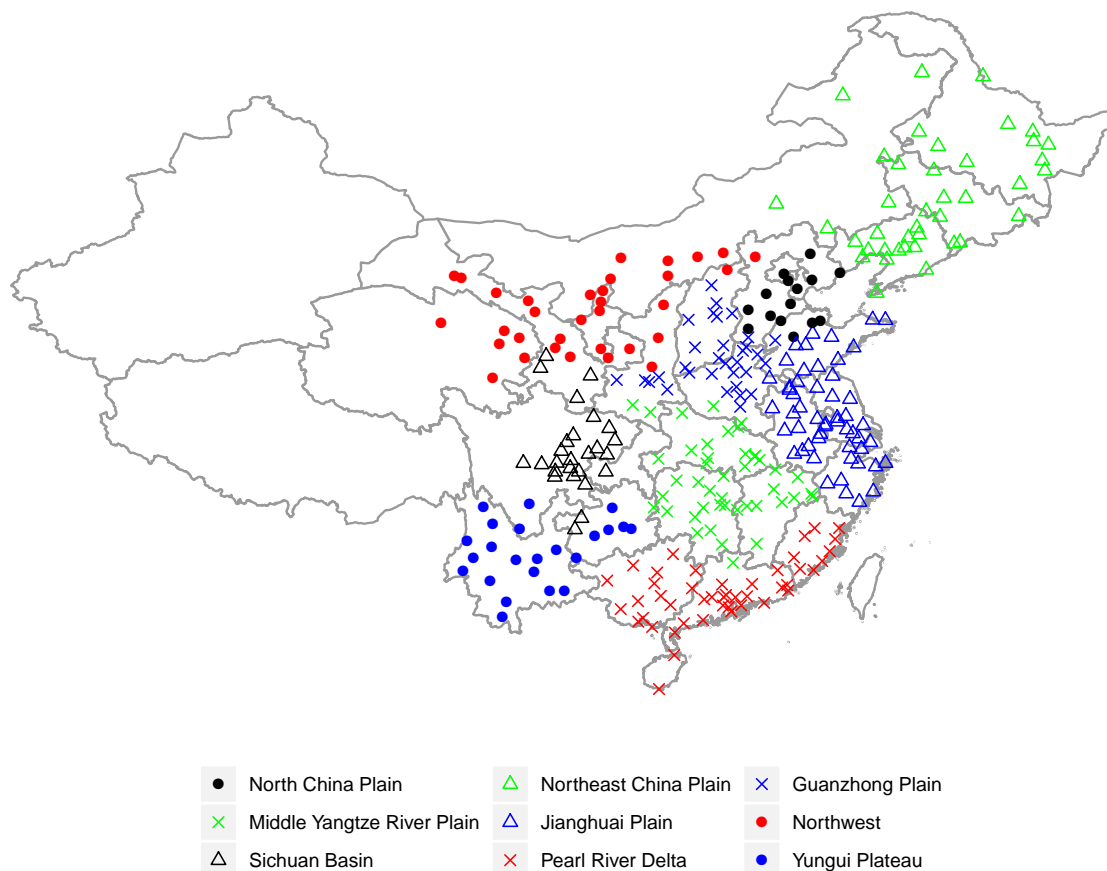 North China Plain Northeast China Plain Guanzhong Plain
Middle Yangtze River Plain Jianghuai Plain Northwest
Sichuan Basin Pearl River Delta Yungui Plateau